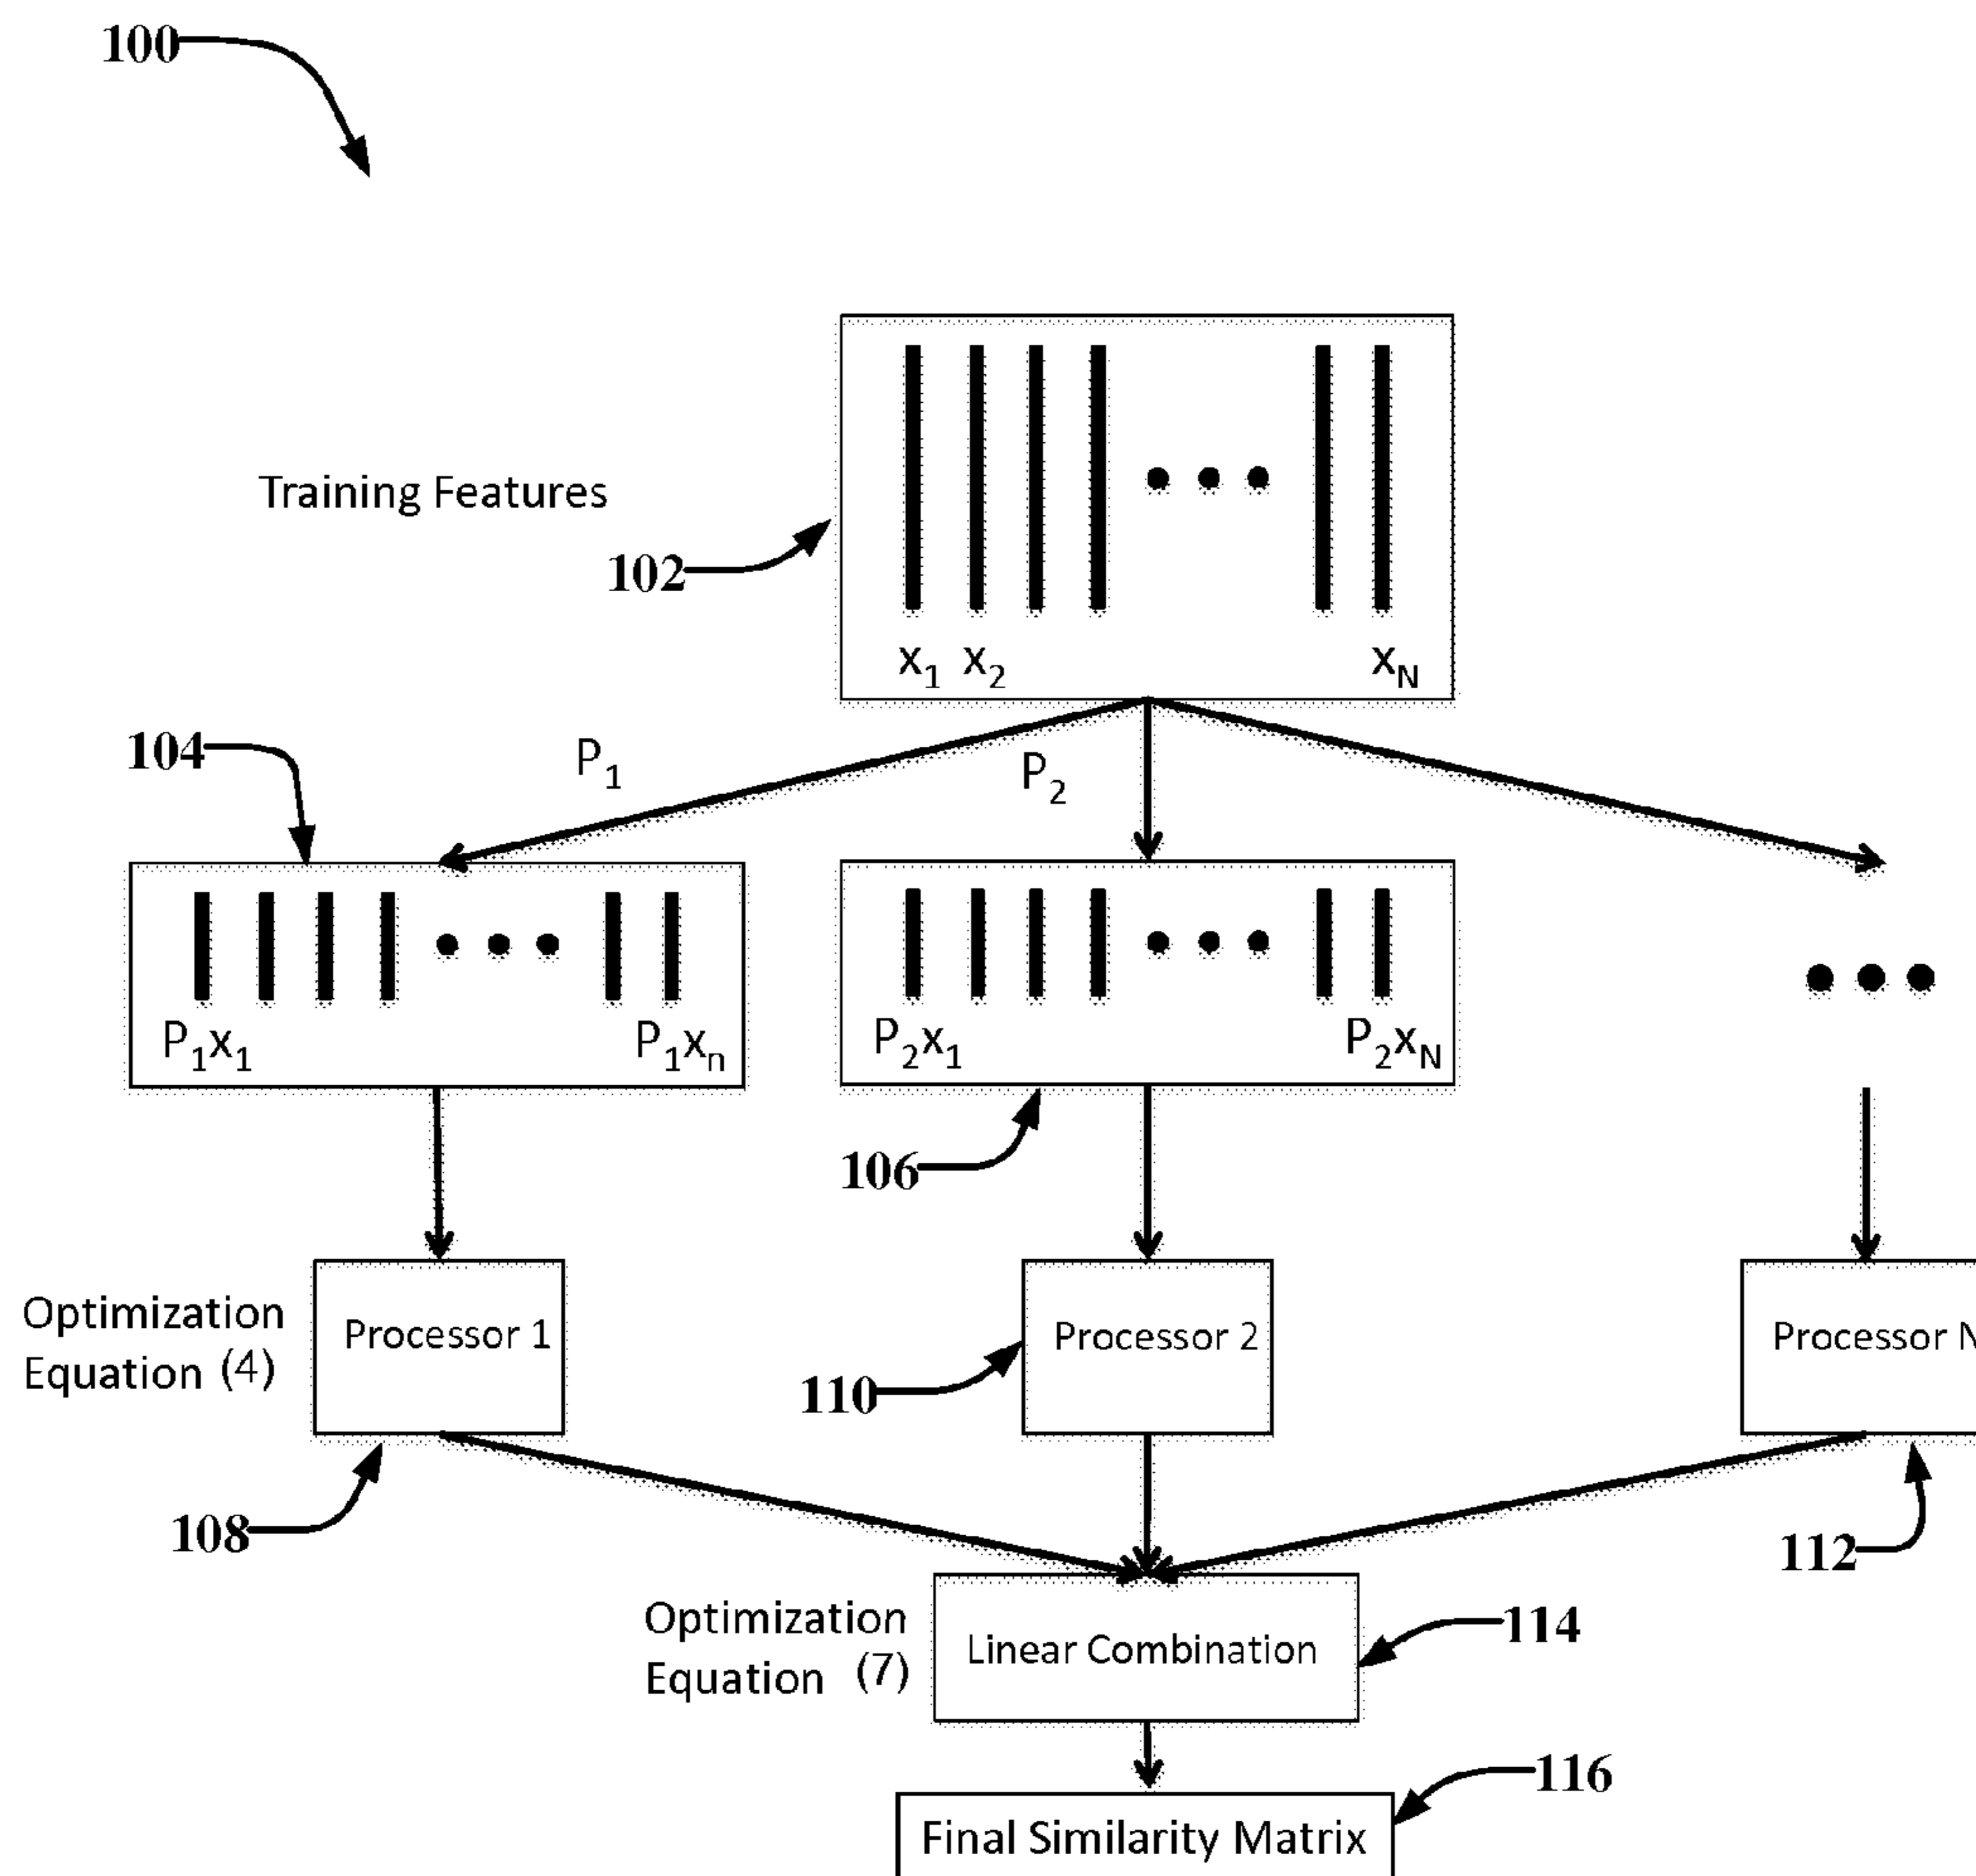 100
Training Features
102
x1 x2 xN
104
P1
P2
P1x1 P1xn
P2x1 P2xN
106
Optimization
Equation (4)
Processor 1
Processor 2
Processor N
110
108
112
Optimization
Equation (7)
Linear Combination
114
116
Final Similarity Matrix